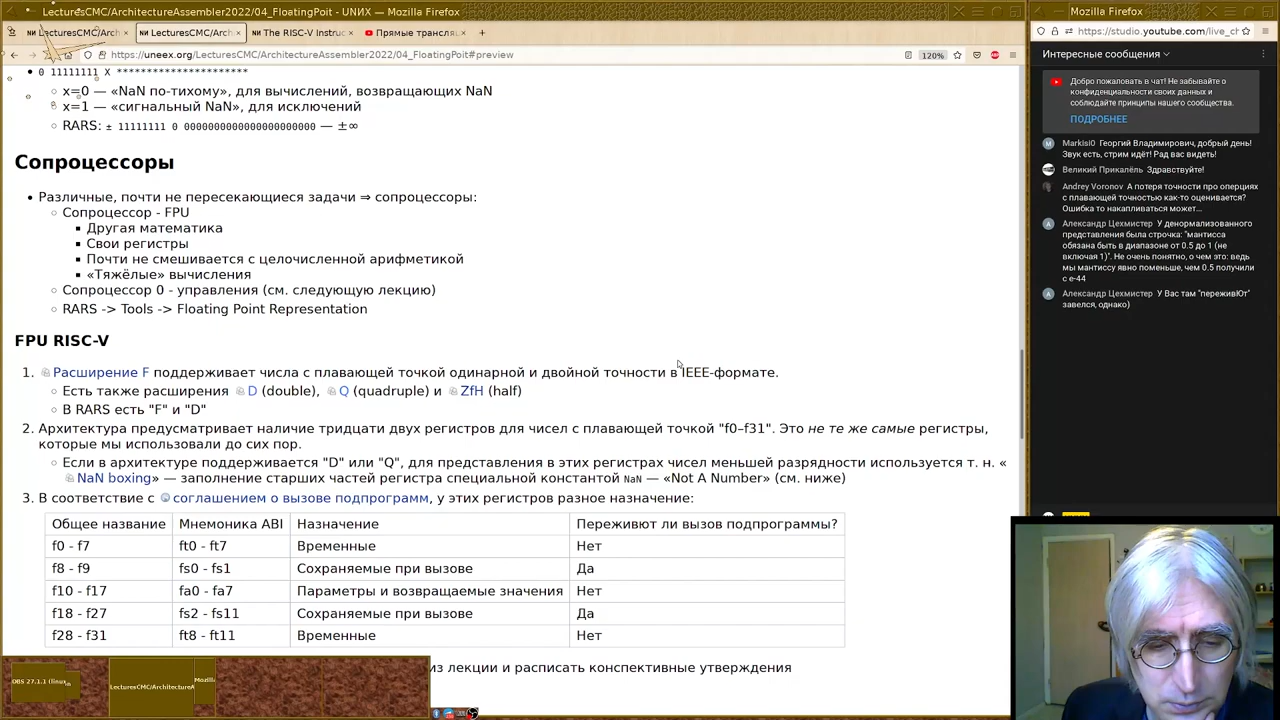 LecturesCMC/ArchitectureAssembler2022/04_FloatingPoit - UNИX — Mozilla Firefox
LecturesCMC/Arch
LecturesCMC/Arch
The RISC-V Instruc
Прямые трансляц
https://uneex.org/LecturesCMC/ArchitectureAssembler2022/04_FloatingPoit#preview
120%
0 11111111 X **********************
x=0 — «NaN по-тихому», для вычислений, возвращающих NaN
x=1 — «сигнальный NaN», для исключений
RARS: ± 11111111 0 0000000000000000000000 — ±∞
Сопроцессоры
Различные, почти не пересекающиеся задачи ⇒ сопроцессоры:
Сопроцессор - FPU
Другая математика
Свои регистры
Почти не смешивается с целочисленной арифметикой
«Тяжёлые» вычисления
Сопроцессор 0 - управления (см. следующую лекцию)
RARS -> Tools -> Floating Point Representation
FPU RISC-V
1. Расширение F поддерживает числа с плавающей точкой одинарной и двойной точности в IEEE-формате.
Есть также расширения D (double), Q (quadruple) и ZfH (half)
В RARS есть "F" и "D"
2. Архитектура предусматривает наличие тридцати двух регистров для чисел с плавающей точкой "f0–f31". Это не те же самые регистры,
которые мы использовали до сих пор.
Если в архитектуре поддерживается "D" или "Q", для представления в этих регистрах чисел меньшей разрядности используется т. н. «
NaN boxing» — заполнение старших частей регистра специальной константой NaN — «Not A Number» (см. ниже)
3. В соответствие с соглашением о вызове подпрограмм, у этих регистров разное назначение:
Общее название Мнемоника ABI Назначение Переживют ли вызов подпрограммы?
f0 - f7 ft0 - ft7 Временные Нет
f8 - f9 fs0 - fs1 Сохраняемые при вызове Да
f10 - f17 fa0 - fa7 Параметры и возвращаемые значения Нет
f18 - f27 fs2 - fs11 Сохраняемые при вызове Да
f28 - f31 ft8 - ft11 Временные Нет
из лекции и расписать конспективные утверждения
OBS 27.1.1 (linux
LecturesCMC/ArchitectureA
Mozill
Mozilla Firefox
https://studio.youtube.com/live_ch
Интересные сообщения
Добро пожаловать в чат! Не забывайте о
конфиденциальности своих данных и
соблюдайте принципы нашего сообщества.
ПОДРОБНЕЕ
M
Markisi0 Георгий Владимирович, добрый день!
Звук есть, стрим идёт! Рад вас видеть!
Великий Прикалёль Здравствуйте!
Andrey Voronov А потеря точности про оперциях
с плавающей точностью как-то оценивается?
Ошибка то накапливаться может...
А
Александр Цехмистер У денормализованного
представления была строчка: "мантисса
обязана быть в диапазоне от 0.5 до 1 (не
включая 1)". Не очень понятно, о чем это: ведь
мы мантиссу явно поменьше, чем 0.5 получили
с е-44
А
Александр Цехмистер У Вас там "переживЮт"
завелся, однако)